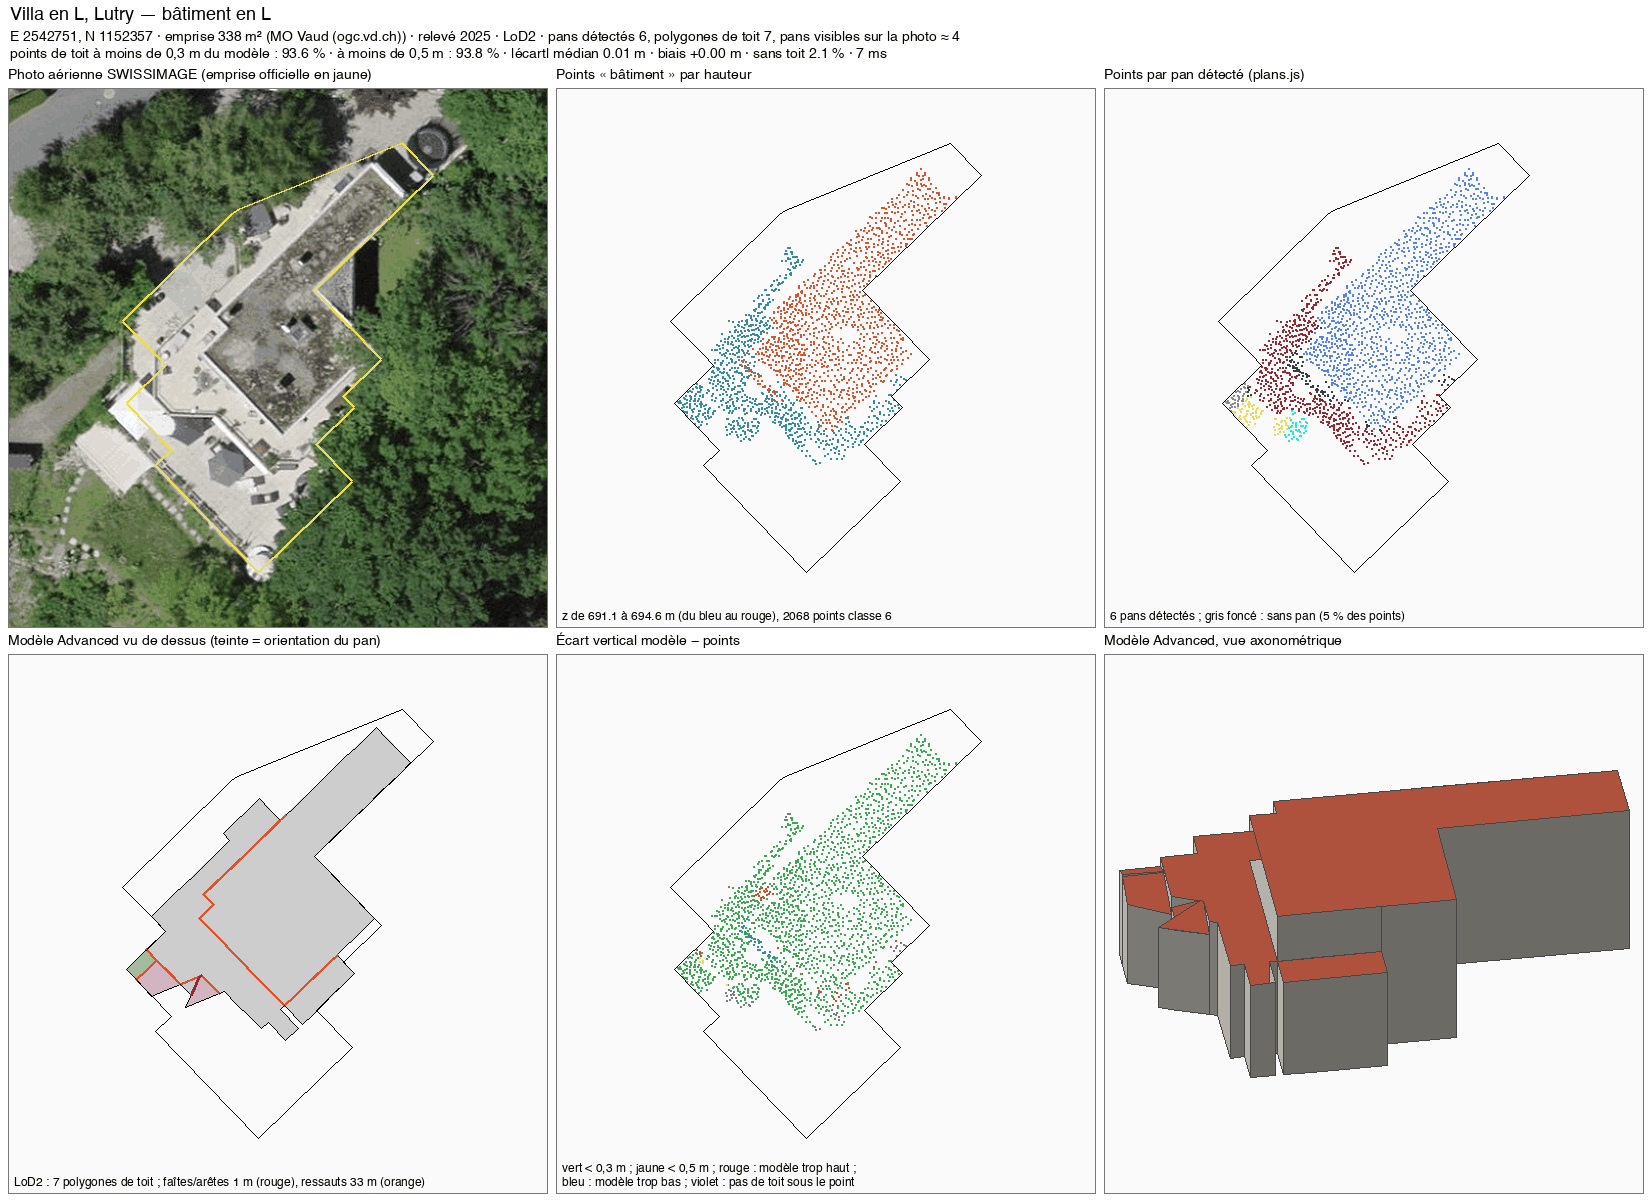 Villa en L, Lutry — bâtiment en L
E 2542751, N 1152357 · emprise 338 m² (MO Vaud (ogc.vd.ch)) · relevé 2025 · LoD2 · pans détectés 6, polygones de toit 7, pans visibles sur la photo ≈ 4
points de toit à moins de 0,3 m du modèle : 93.6 % · à moins de 0,5 m : 93.8 % · |écart| médian 0.01 m · biais +0.00 m · sans toit 2.1 % · 7 ms
Photo aérienne SWISSIMAGE (emprise officielle en jaune)
Points « bâtiment » par hauteur
Points par pan détecté (plans.js)
z de 691.1 à 694.6 m (du bleu au rouge), 2068 points classe 6
6 pans détectés ; gris foncé : sans pan (5 % des points)
Modèle Advanced vu de dessus (teinte = orientation du pan)
Écart vertical modèle − points
Modèle Advanced, vue axonométrique
LoD2 : 7 polygones de toit ; faîtes/arêtes 1 m (rouge), ressauts 33 m (orange)
vert < 0,3 m ; jaune < 0,5 m ; rouge : modèle trop haut ;
bleu : modèle trop bas ; violet : pas de toit sous le point